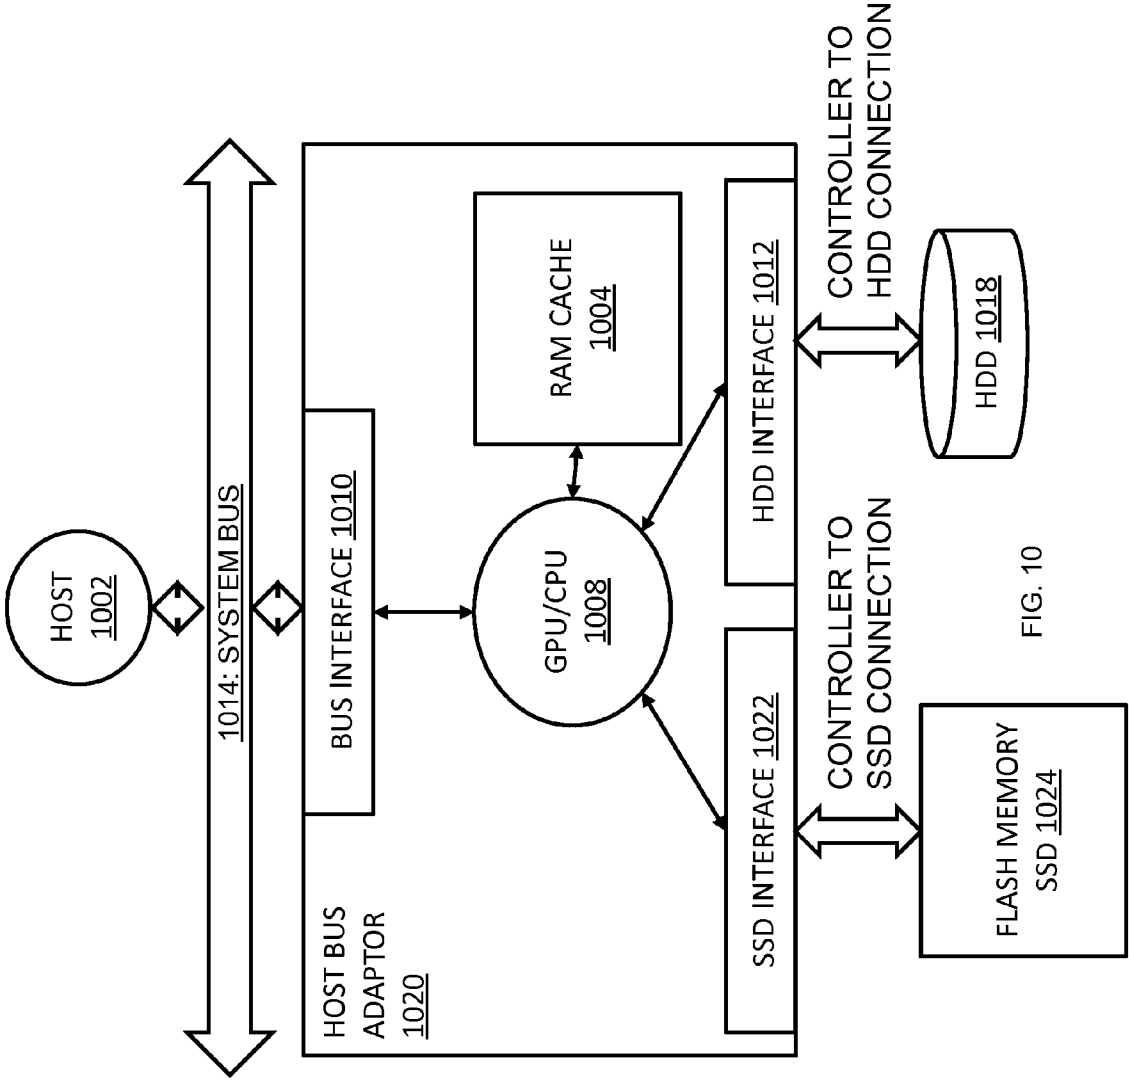 HOST
1002
1014: SYSTEM BUS
HOST BUS
ADAPTOR
1020
BUS INTERFACE 1010
GPU/CPU
1008
RAM CACHE
1004
SSD INTERFACE 1022
HDD INTERFACE 1012
CONTROLLER TO
SSD CONNECTION
CONTROLLER TO
HDD CONNECTION
FLASH MEMORY
SSD 1024
HDD 1018
FIG. 10